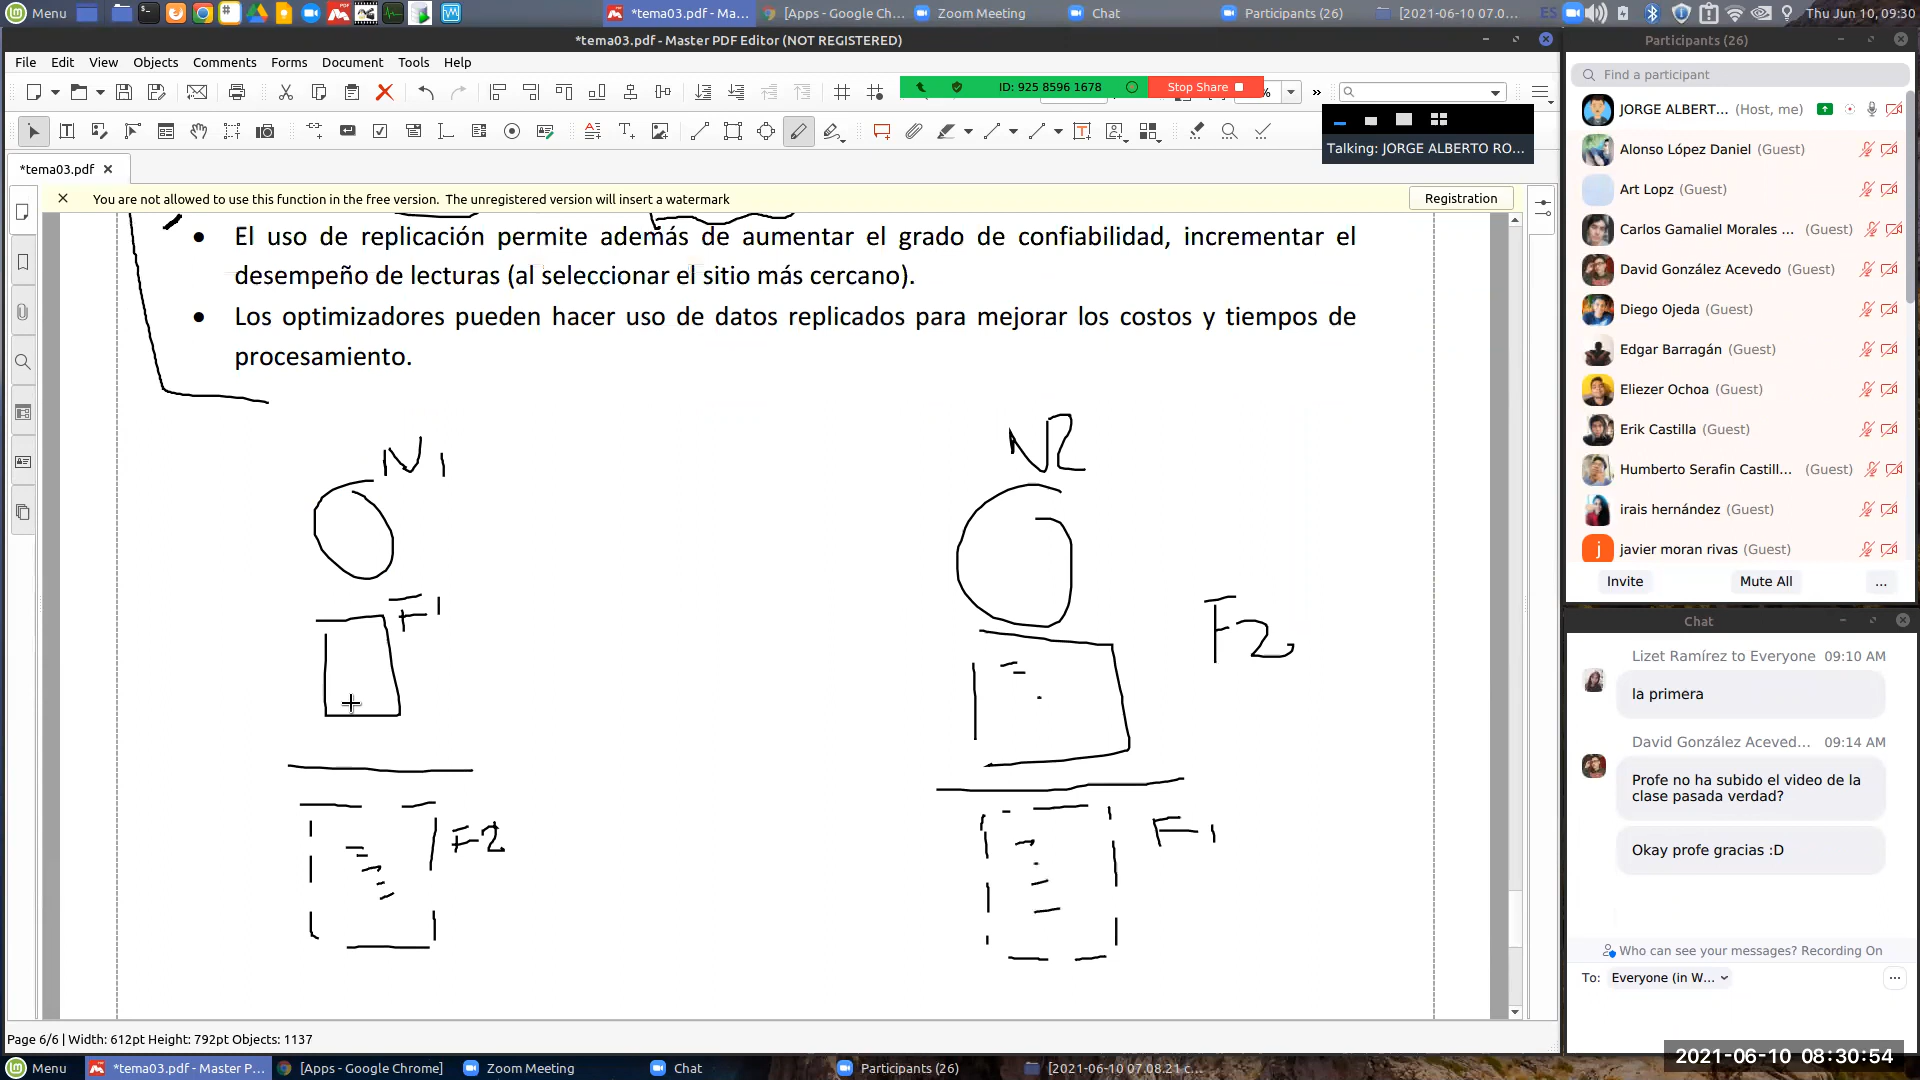 Menu
*tema03.pdf - Ma...
[Apps - Google Ch...
Zoom Meeting
Chat
Participants (26)
[2021-06-10 07.0...
ES
Thu Jun 10, 09:30
*tema03.pdf - Master PDF Editor (NOT REGISTERED)
File Edit View Objects Comments Forms Document Tools Help
ID: 925 8596 1678
Stop Share
%
Talking: JORGE ALBERTO RO...
*tema03.pdf
You are not allowed to use this function in the free version. The unregistered version will insert a watermark
Registration
• El uso de replicación permite además de aumentar el grado de confiabilidad, incrementar el
desempeño de lecturas (al seleccionar el sitio más cercano).
• Los optimizadores pueden hacer uso de datos replicados para mejorar los costos y tiempos de
procesamiento.
N1
N2
F1
F2
F2
F1
Page 6/6 | Width: 612pt Height: 792pt Objects: 1137
Participants (26)
Find a participant
JORGE ALBERT... (Host, me)
Alonso López Daniel (Guest)
Art Lopz (Guest)
Carlos Gamaliel Morales ... (Guest)
David González Acevedo (Guest)
Diego Ojeda (Guest)
Edgar Barragán (Guest)
Eliezer Ochoa (Guest)
Erik Castilla (Guest)
Humberto Serafin Castill... (Guest)
irais hernández (Guest)
j
javier moran rivas (Guest)
Invite
Mute All
...
Chat
Lizet Ramírez to Everyone 09:10 AM
la primera
David González Aceved... 09:14 AM
Profe no ha subido el video de la
clase pasada verdad?
Okay profe gracias :D
Who can see your messages? Recording On
To: Everyone (in W...
Menu
*tema03.pdf - Master P...
[Apps - Google Chrome]
Zoom Meeting
Chat
Participants (26)
[2021-06-10 07.08.21 c...
2021-06-10 08:30:54